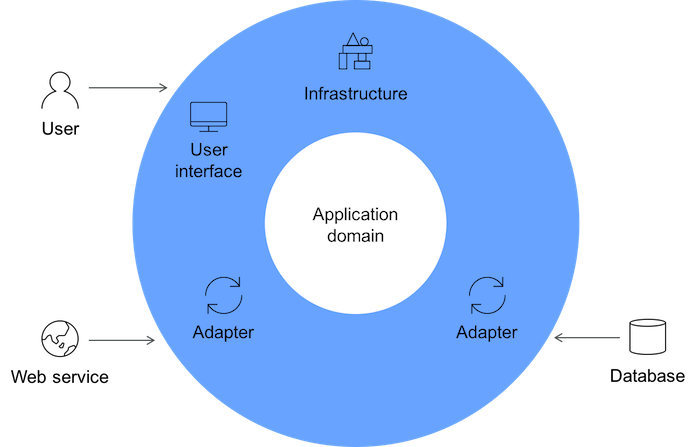 Infrastructure
User
User
interface
Application
domain
Adapter
Adapter
Web service
Database